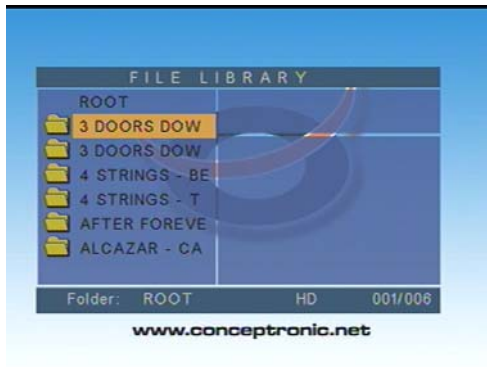 FILE LIBRARY
ROOT
3 DOORS DOW
3 DOORS DOW
4 STRINGS - BE
4 STRINGS - T
AFTER FOREVE
ALCAZAR - CA
Folder: ROOT HD 001/006
www.conceptronic.net